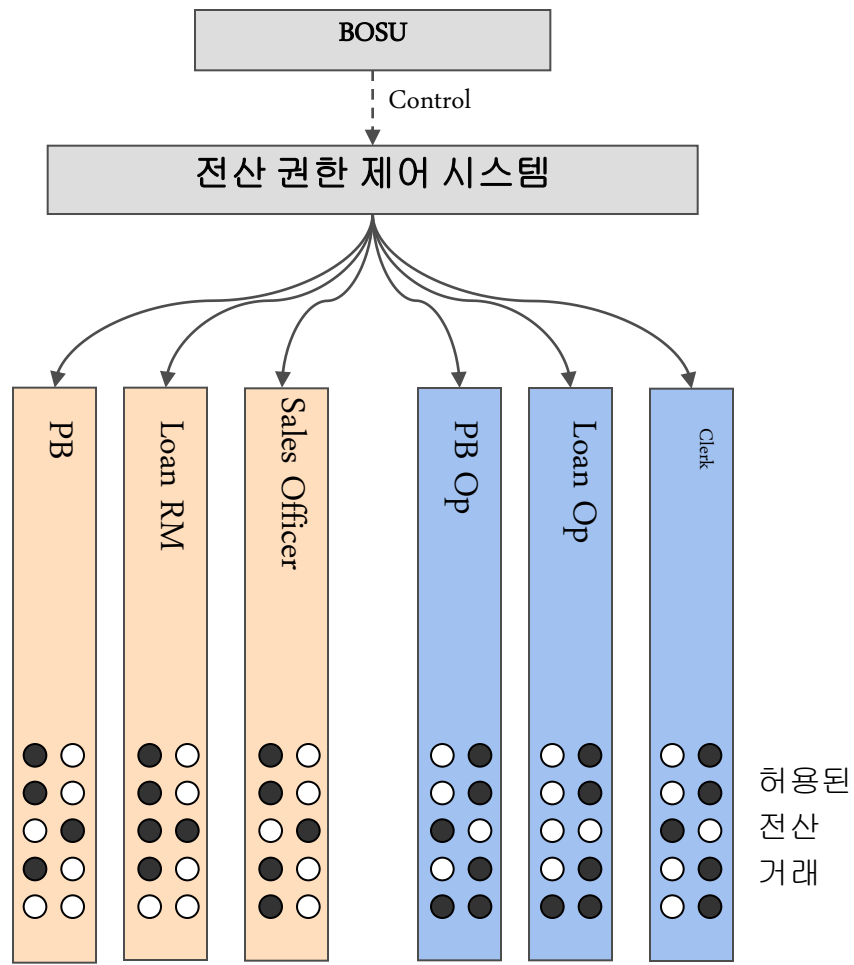 BOSU
Control
전산 권한 제어 시스템
PB
Loan RM
Sales Officer
PB Op
Loan Op
Clerk
허용된
전산
거래